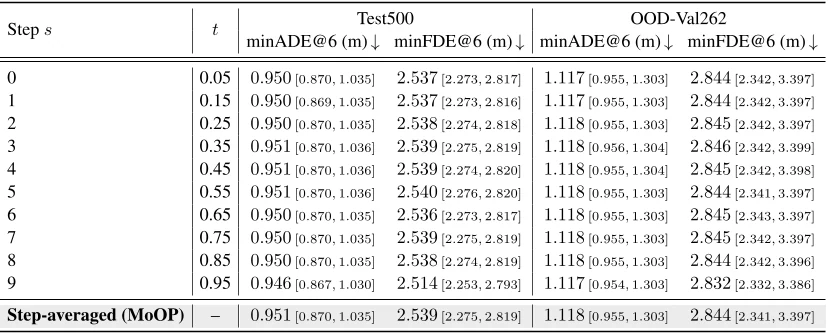 Step s t Test500 OOD-Val262
minADE@6 (m)↓ minFDE@6 (m)↓ minADE@6 (m)↓ minFDE@6 (m)↓
0 0.05 0.950 [0.870, 1.035] 2.537 [2.273, 2.817] 1.117 [0.955, 1.303] 2.844 [2.342, 3.397]
1 0.15 0.950 [0.869, 1.035] 2.537 [2.273, 2.816] 1.117 [0.955, 1.303] 2.844 [2.342, 3.397]
2 0.25 0.950 [0.870, 1.035] 2.538 [2.274, 2.818] 1.118 [0.955, 1.303] 2.845 [2.342, 3.397]
3 0.35 0.951 [0.870, 1.036] 2.539 [2.275, 2.819] 1.118 [0.956, 1.304] 2.846 [2.342, 3.399]
4 0.45 0.951 [0.870, 1.036] 2.539 [2.274, 2.820] 1.118 [0.955, 1.303] 2.845 [2.342, 3.398]
5 0.55 0.951 [0.870, 1.036] 2.540 [2.276, 2.820] 1.118 [0.955, 1.303] 2.844 [2.341, 3.397]
6 0.65 0.950 [0.870, 1.035] 2.536 [2.273, 2.817] 1.118 [0.955, 1.303] 2.845 [2.343, 3.397]
7 0.75 0.950 [0.870, 1.035] 2.539 [2.275, 2.819] 1.118 [0.955, 1.303] 2.845 [2.342, 3.397]
8 0.85 0.950 [0.870, 1.035] 2.538 [2.274, 2.819] 1.118 [0.955, 1.303] 2.844 [2.342, 3.396]
9 0.95 0.946 [0.867, 1.030] 2.514 [2.253, 2.793] 1.117 [0.954, 1.303] 2.832 [2.332, 3.386]
Step-averaged (MoOP) – 0.951 [0.870, 1.035] 2.539 [2.275, 2.819] 1.118 [0.955, 1.303] 2.844 [2.341, 3.397]